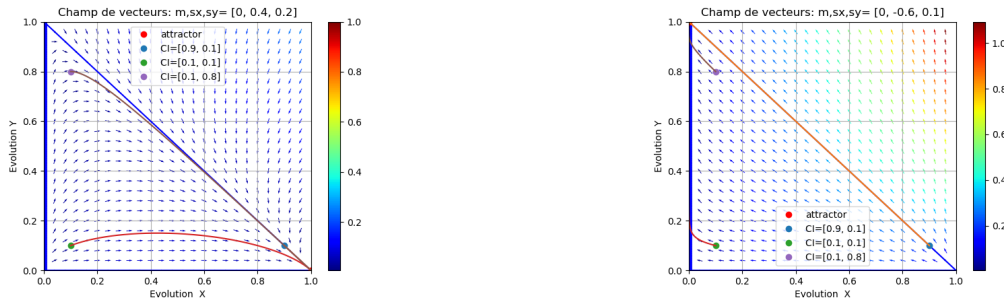 Champ de vecteurs: m,sx,sy= [0, 0.4, 0.2]
attractor
CI=[0.9, 0.1]
CI=[0.1, 0.1]
CI=[0.1, 0.8]
Evolution Y
1.0
0.8
0.6
0.4
0.2
0.0
0.0 0.2 0.4 0.6 0.8 1.0
Evolution X
1.0
0.8
0.6
0.4
0.2
Champ de vecteurs: m,sx,sy= [0, -0.6, 0.1]
attractor
CI=[0.9, 0.1]
CI=[0.1, 0.1]
CI=[0.1, 0.8]
Evolution Y
1.0
0.8
0.6
0.4
0.2
0.0
0.0 0.2 0.4 0.6 0.8 1.0
Evolution X
1.0
0.8
0.6
0.4
0.2